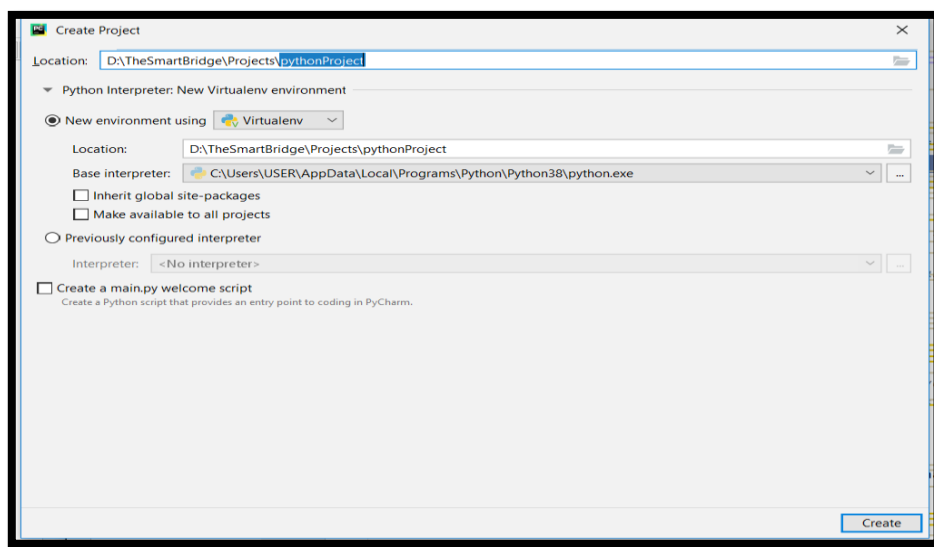 Create Project
Location: D:\TheSmartBridge\Projects\pythonProject
Python Interpreter: New Virtualenv environment
New environment using Virtualenv
Location: D:\TheSmartBridge\Projects\pythonProject
Base interpreter: C:\Users\USER\AppData\Local\Programs\Python\Python38\python.exe ...
Inherit global site-packages
Make available to all projects
Previously configured interpreter
Interpreter: <No interpreter> ...
Create a main.py welcome script
Create a Python script that provides an entry point to coding in PyCharm.
Create